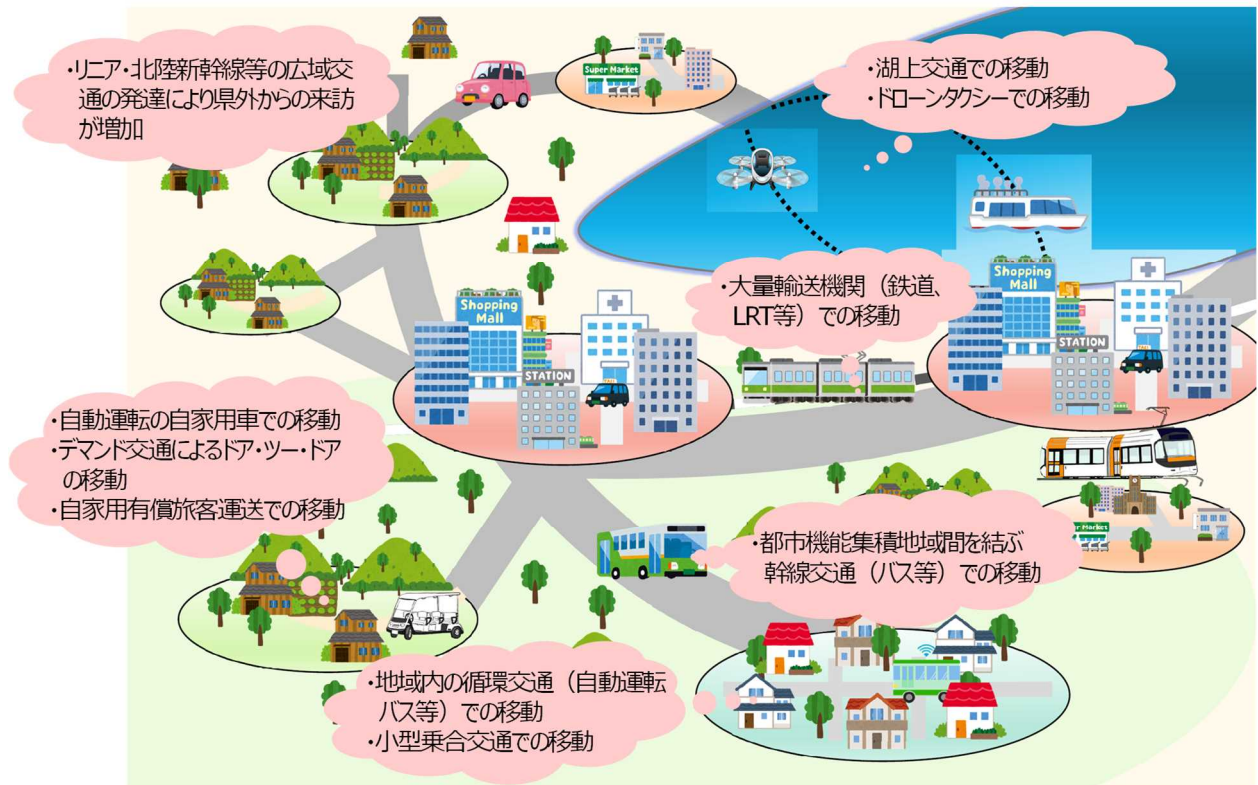 ・リニア・北陸新幹線等の広域交
通の発達により県外からの来訪
が増加
Super Market
・湖上交通での移動
・ドローンタクシーでの移動
・大量輸送機関（鉄道、
LRT等）での移動
Shopping
Mall
STATION
TAXI
Shopping
Mall
STATION
TAXI
・自動運転の自家用車での移動
・デマンド交通によるドア・ツー・ドア
の移動
・自家用有償旅客運送での移動
・都市機能集積地域間を結ぶ
幹線交通（バス等）での移動
er Market
・地域内の循環交通（自動運転
バス等）での移動
・小型乗合交通での移動